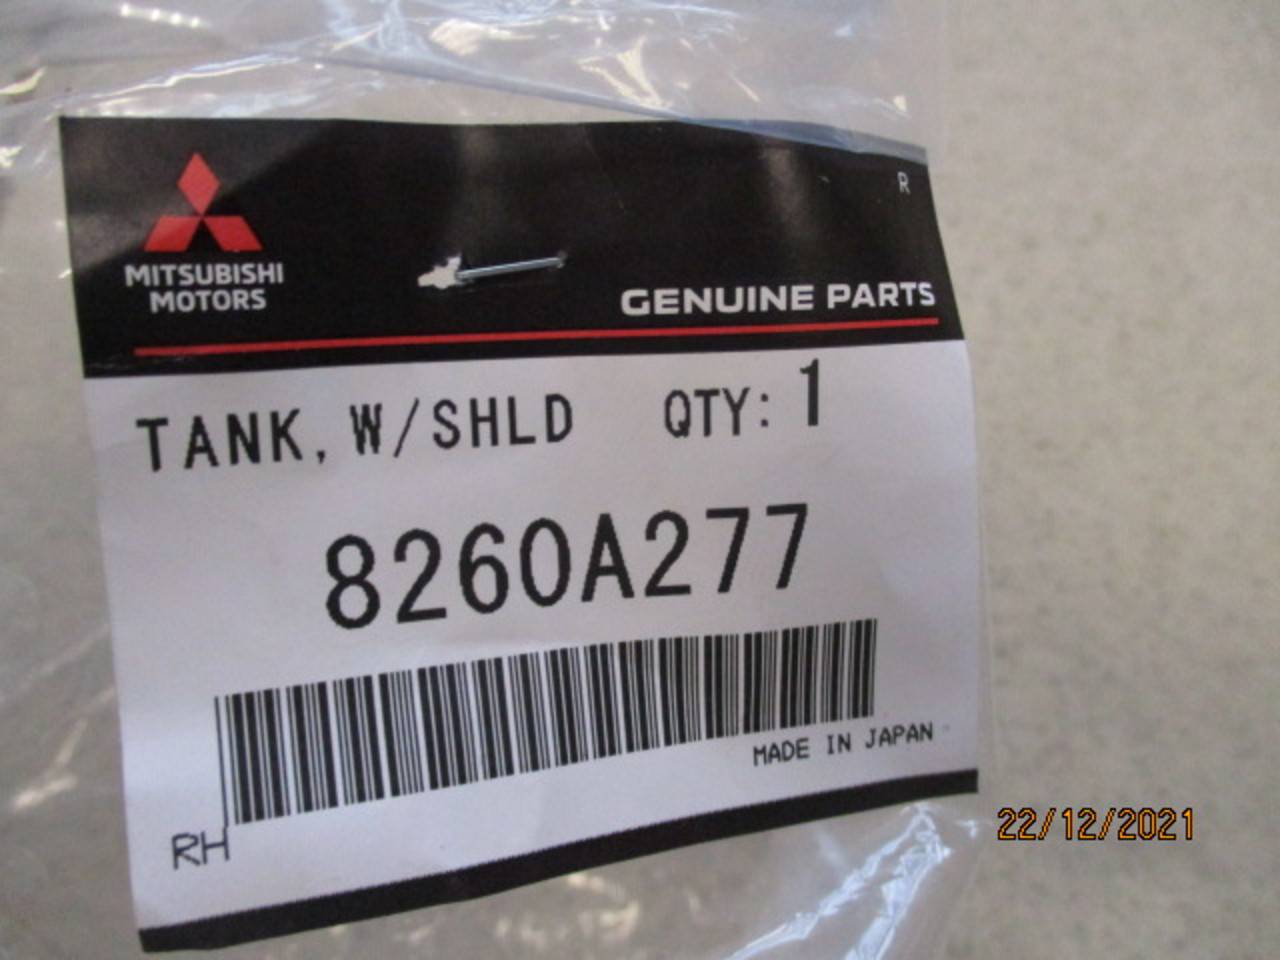 R
MITSUBISHI
MOTORS
GENUINE PARTS
TANK, W/SHLD QTY: 1
8260A277
MADE IN JAPAN
RH
22/12/2021